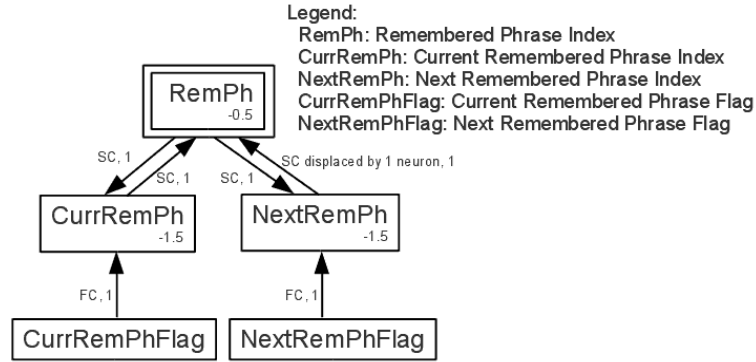 Legend:
RemPh: Remembered Phrase Index
CurrRemPh: Current Remembered Phrase Index
NextRemPh: Next Remembered Phrase Index
CurrRemPhFlag: Current Remembered Phrase Flag
NextRemPhFlag: Next Remembered Phrase Flag
RemPh
-0.5
SC, 1
SC, 1
SC, 1
SC displaced by 1 neuron, 1
CurrRemPh
-1.5
NextRemPh
-1.5
FC, 1
FC, 1
CurrRemPhFlag
NextRemPhFlag